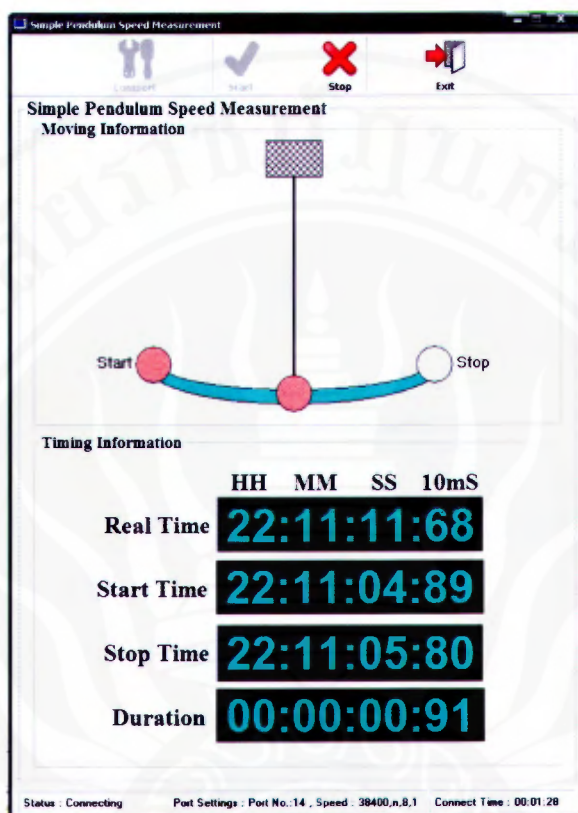 Simple Pendulum Speed Measurement
Connect Start Stop Exit
Simple Pendulum Speed Measurement
Moving Information
Start Stop
Timing Information
HH MM SS 10mS
Real Time 22:11:11:68
Start Time 22:11:04:89
Stop Time 22:11:05:80
Duration 00:00:00:91
Status : Connecting Port Settings : Port No.:14 , Speed : 38400,n,8,1 Connect Time : 00:01:28